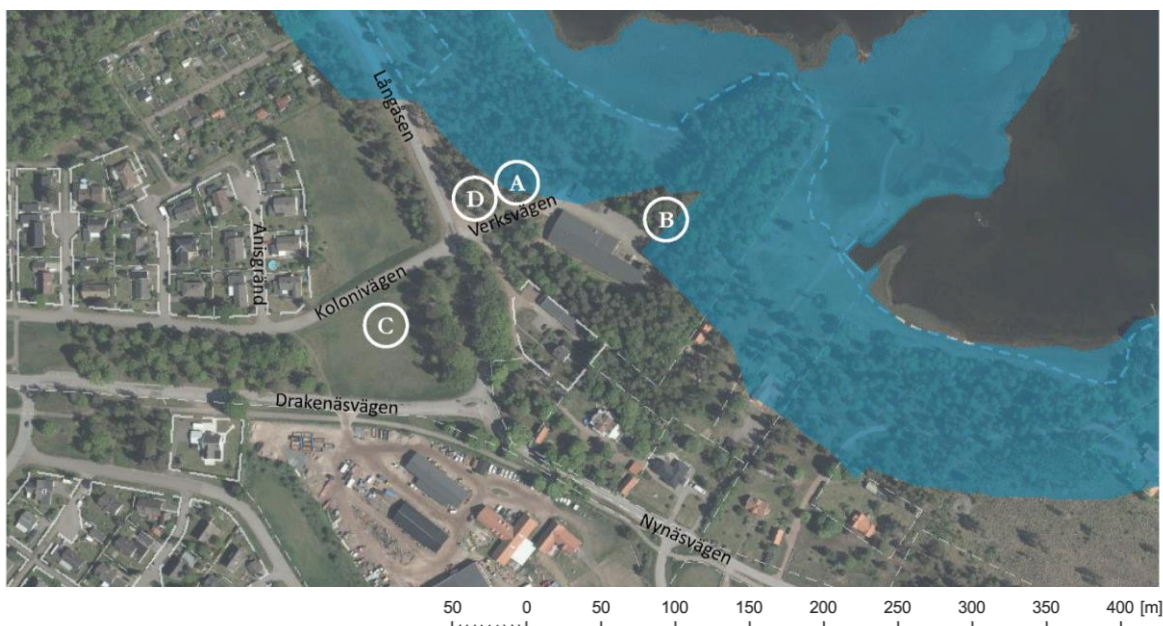 Långåsen
A
D
Verksvägen
B
Anisgränd
Kolonivägen
C
Drakenäsvägen
Nynäsvägen
50 0 50 100 150 200 250 300 350 400 [m]